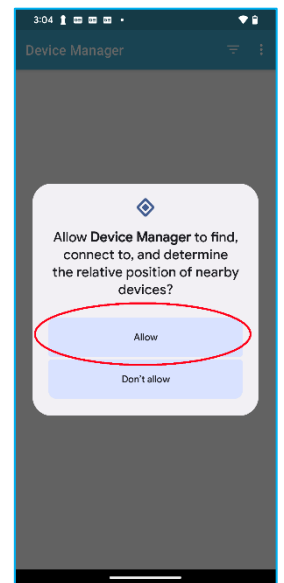 3:04
Device Manager
Allow Device Manager to find,
connect to, and determine
the relative position of nearby
devices?
Allow
Don't allow